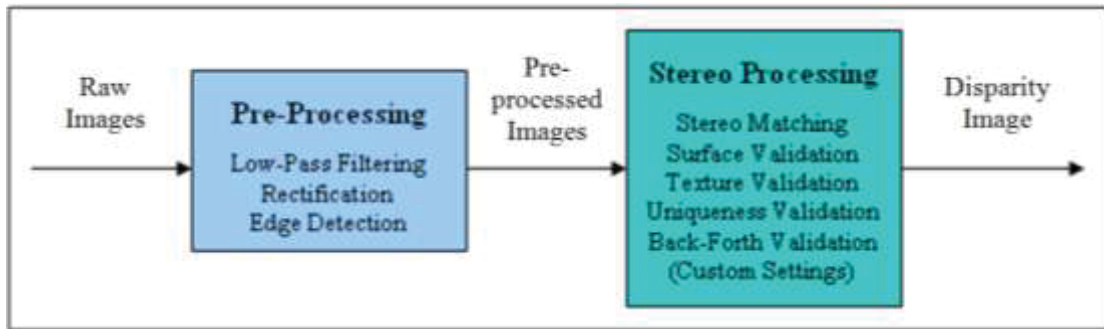 Raw
Images
Pre-Processing
Low-Pass Filtering
Rectification
Edge Detection
Pre-
processed
Images
Stereo Processing
Stereo Matching
Surface Validation
Texture Validation
Uniqueness Validation
Back-Forth Validation
(Custom Settings)
Disparity
Image